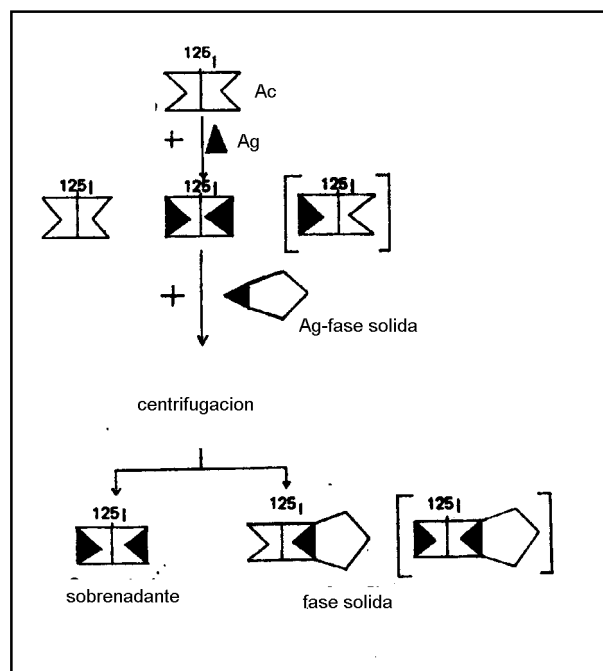 125I
Ac
+
Ag
125I 125I 125I
+
Ag-fase solida
centrifugacion
125I 125I 125I
sobrenadante fase solida